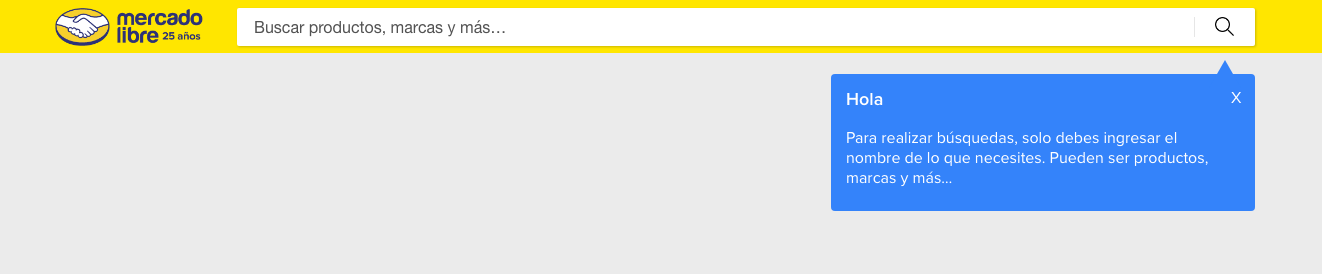 mercado
libre 25 años
Buscar productos, marcas y más...
Hola
X
Para realizar búsquedas, solo debes ingresar el
nombre de lo que necesites. Pueden ser productos,
marcas y más...